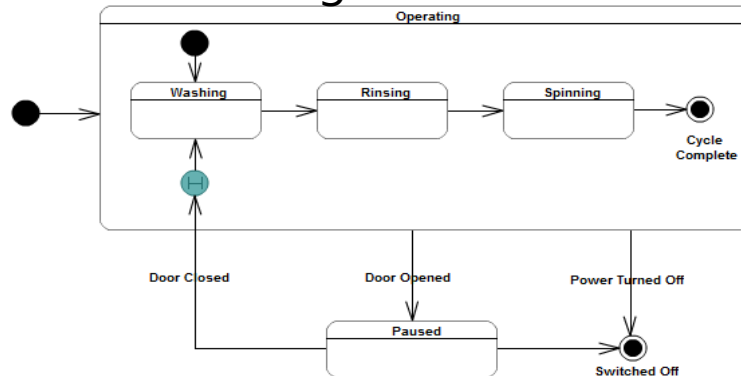 Operating
Washing
Rinsing
Spinning
H
Cycle
Complete
Door Closed
Door Opened
Power Turned Off
Paused
Switched Off